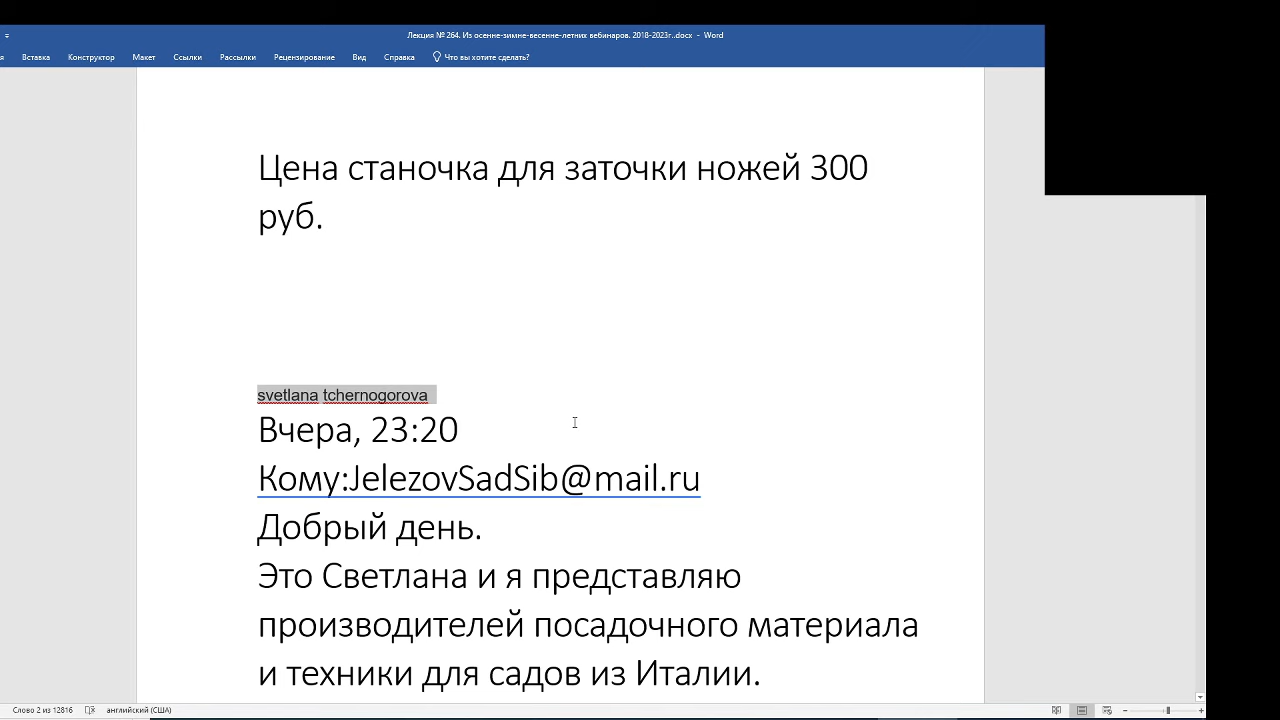 Лекция № 264. Из осенне-зимне-весенне-летних вебинаров. 2018-2023г..docx - Word
я Вставка Конструктор Макет Ссылки Рассылки Рецензирование Вид Справка Что вы хотите сделать?
Цена станочка для заточки ножей 300
руб.
svetlana tchernogorova
Вчера, 23:20
Кому:JelezovSadSib@mail.ru
Добрый день.
Это Светлана и я представляю
производителей посадочного материала
и техники для садов из Италии.
Слово 2 из 12816 английский (США)